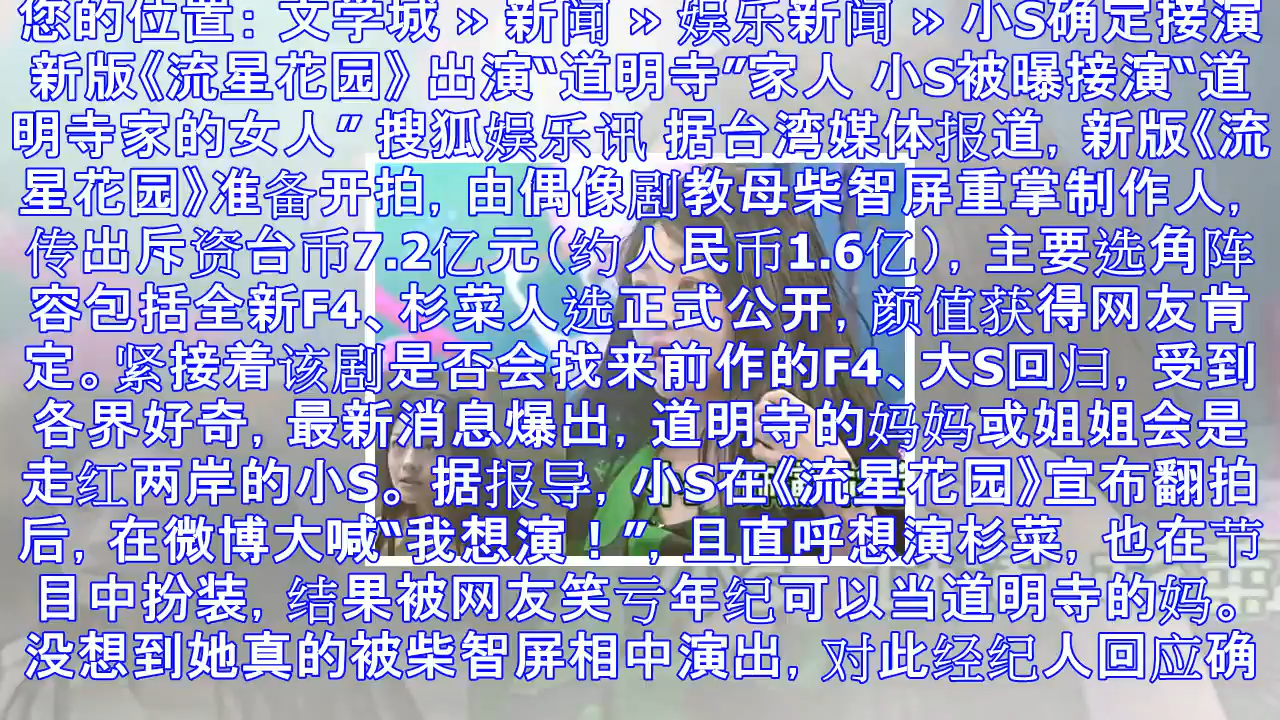 您的位置: 文学城 » 新闻 » 娱乐新闻 » 小S确定接演
新版《流星花园》出演“道明寺”家人 小S被曝接演“道
明寺家的女人” 搜狐娱乐讯 据台湾媒体报道, 新版《流
星花园》准备开拍, 由偶像剧教母柴智屏重掌制作人,
传出斥资台币7.2亿元(约人民币1.6亿), 主要选角阵
容包括全新F4、杉菜人选正式公开, 颜值获得网友肯
定。紧接着该剧是否会找来前作的F4、大S回归, 受到
各界好奇, 最新消息爆出, 道明寺的妈妈或姐姐会是
走红两岸的小S。据报导, 小S在《流星花园》宣布翻拍
后, 在微博大喊“我想演！”, 且直呼想演杉菜, 也在节
目中扮装, 结果被网友笑亏年纪可以当道明寺的妈。
没想到她真的被柴智屏相中演出, 对此经纪人回应确